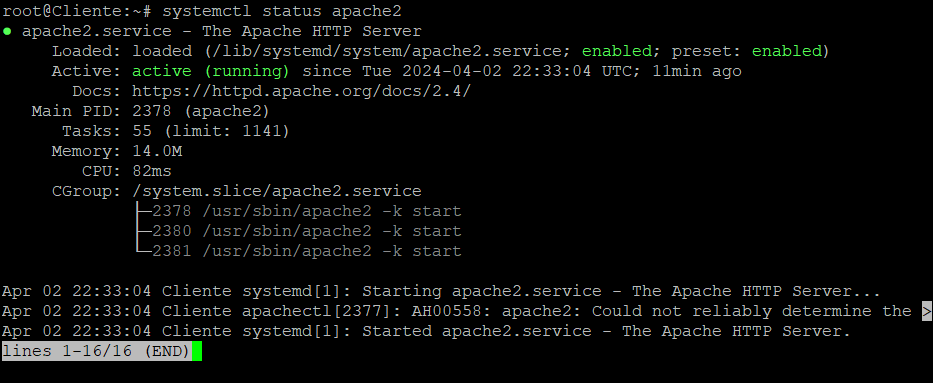 root@Cliente:~# systemctl status apache2
● apache2.service - The Apache HTTP Server
     Loaded: loaded (/lib/systemd/system/apache2.service; enabled; preset: enabled)
     Active: active (running) since Tue 2024-04-02 22:33:04 UTC; 11min ago
       Docs: https://httpd.apache.org/docs/2.4/
   Main PID: 2378 (apache2)
      Tasks: 55 (limit: 1141)
     Memory: 14.0M
        CPU: 82ms
     CGroup: /system.slice/apache2.service
             ├─2378 /usr/sbin/apache2 -k start
             ├─2380 /usr/sbin/apache2 -k start
             └─2381 /usr/sbin/apache2 -k start

Apr 02 22:33:04 Cliente systemd[1]: Starting apache2.service - The Apache HTTP Server...
Apr 02 22:33:04 Cliente apachectl[2377]: AH00558: apache2: Could not reliably determine the >
Apr 02 22:33:04 Cliente systemd[1]: Started apache2.service - The Apache HTTP Server.
lines 1-16/16 (END)